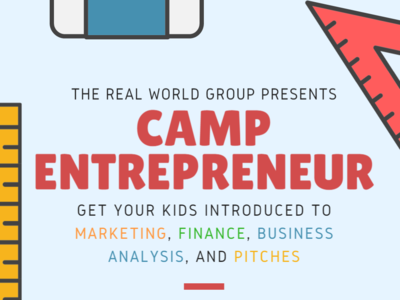 THE REAL WORLD GROUP PRESENTS
CAMP
ENTREPRENEUR
GET YOUR KIDS INTRODUCED TO
MARKETING, FINANCE, BUSINESS
ANALYSIS, AND PITCHES